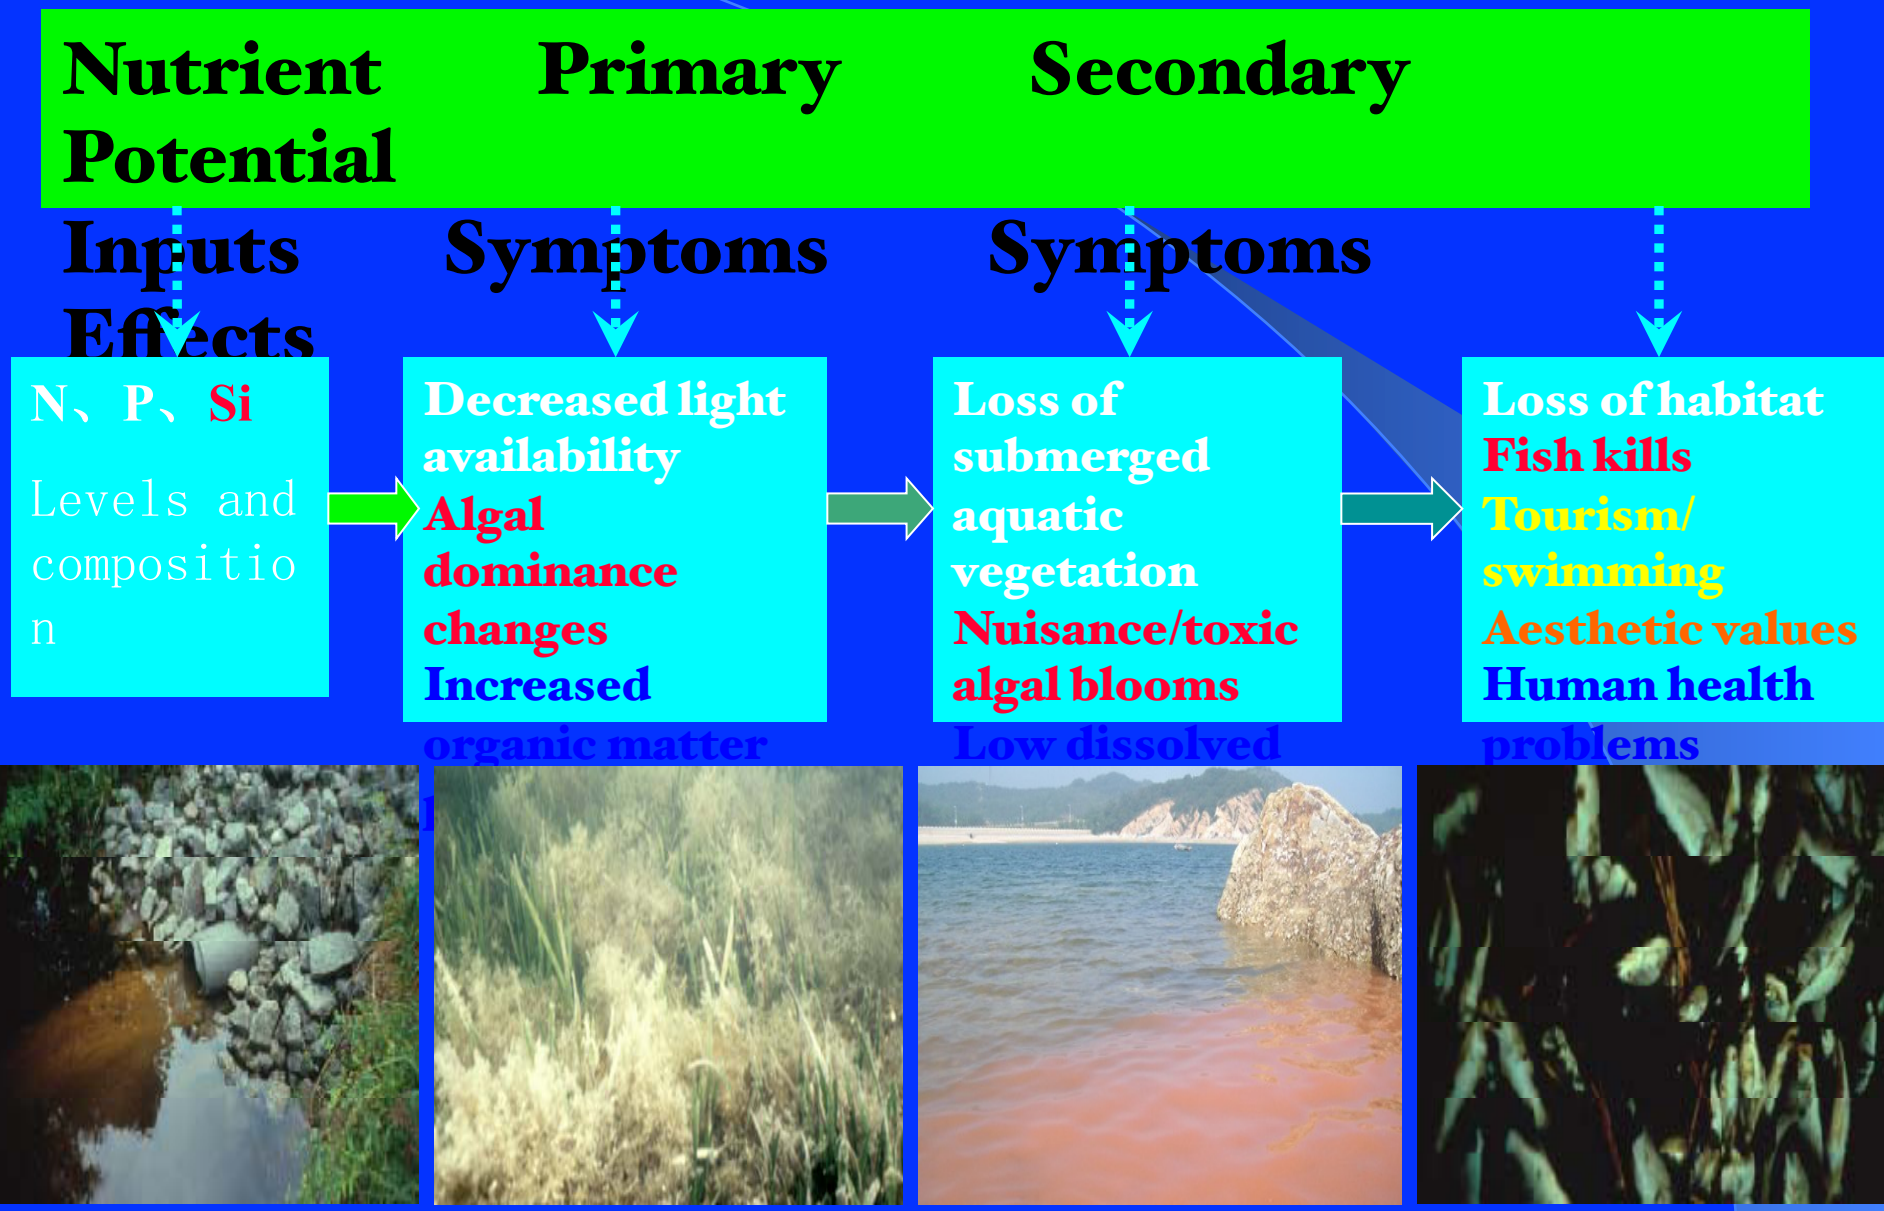 Nutrient Primary Secondary
Potential
Inputs Symptoms Symptoms
Effects
N、P、Si
Levels and
compositio
n
Decreased light
availability
Algal
dominance
changes
Increased
organic matter
Loss of
submerged
aquatic
vegetation
Nuisance/toxic
algal blooms
Low dissolved
Loss of habitat
Fish kills
Tourism/
swimming
Aesthetic values
Human health
problems